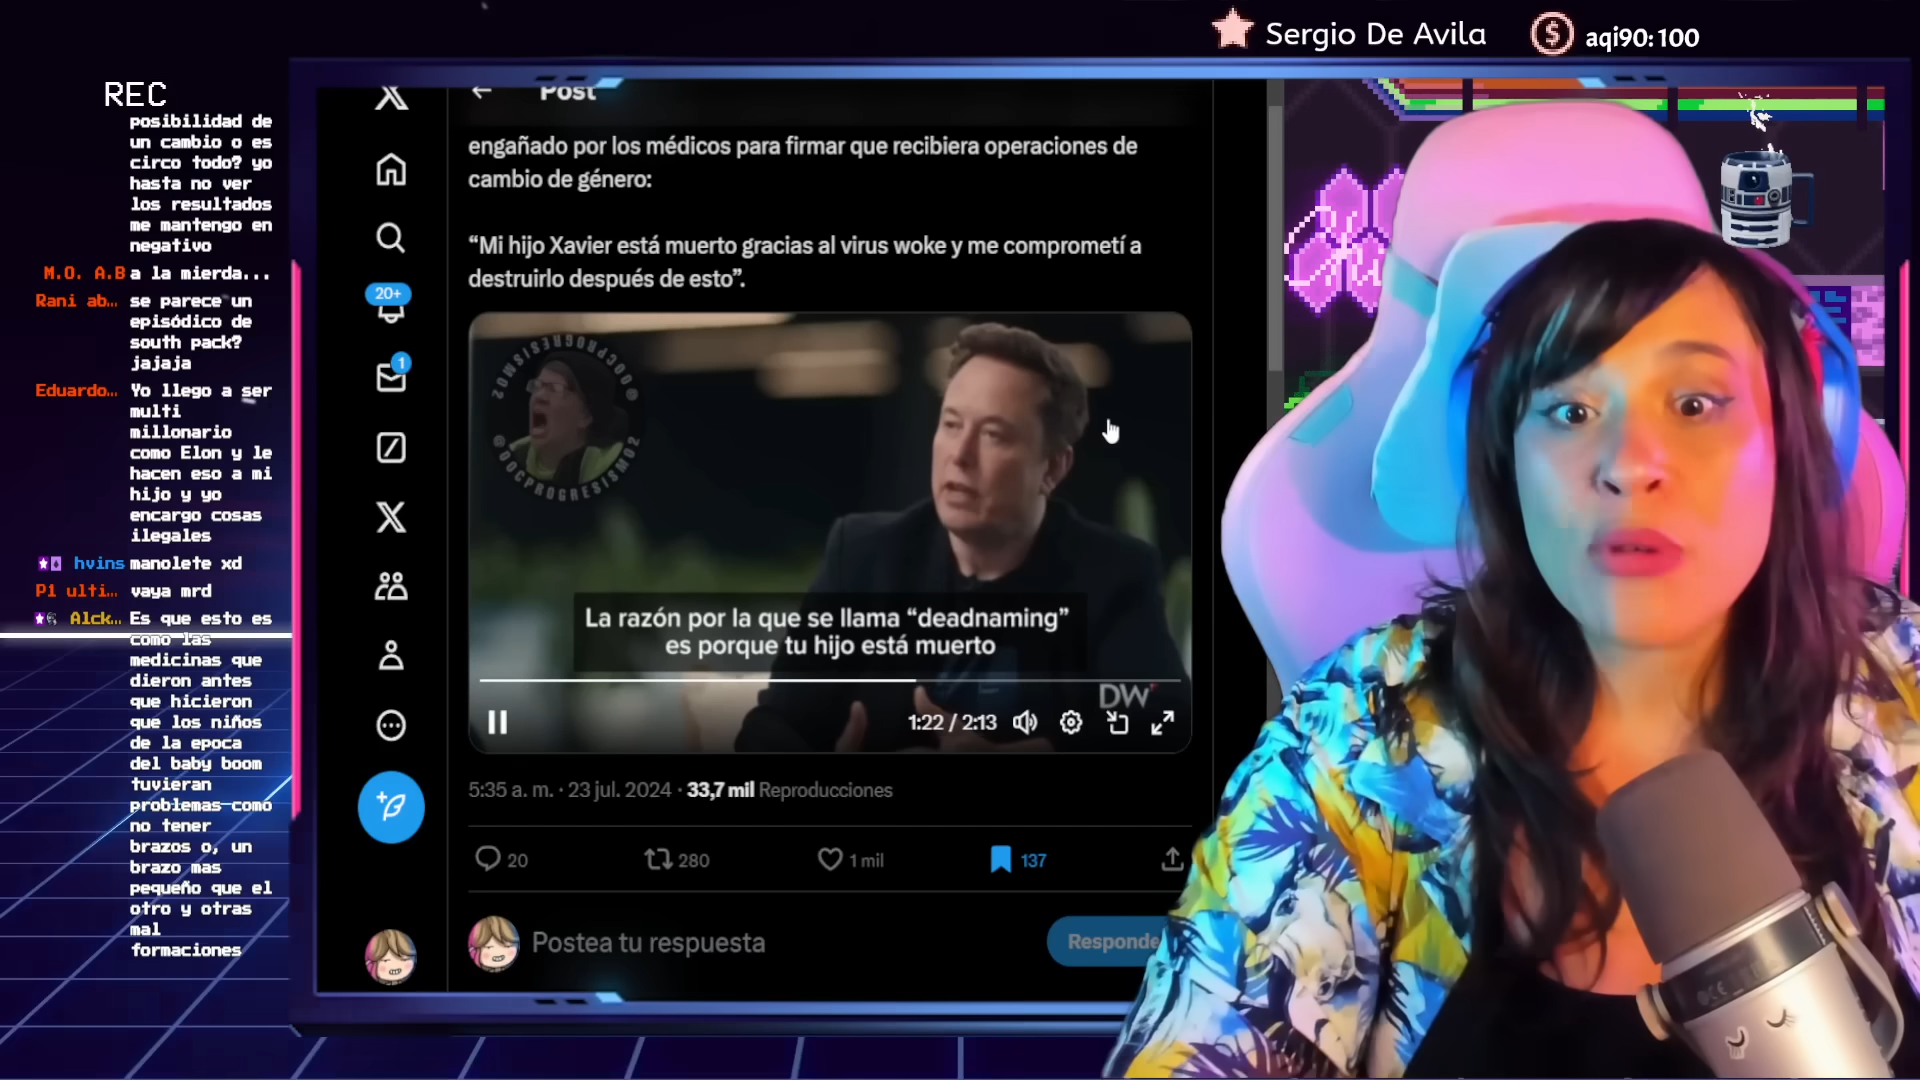 Sergio De Avila
aqi90: 100
REC
posibilidad de
un cambio o es
circo todo? yo
hasta no ver
los resultados
me mantengo en
negativo
M.O. A.B a la mierda...
Rani ab… se parece un
episódico de
south pack?
jajaja
Eduardo… Yo llego a ser
multi
millonario
como Elon y le
hacen eso a mi
hijo y yo
encargo cosas
ilegales
hvins manolete xd
P1 ulti… vaya mrd
Alck… Es que esto es
como las
medicinas que
dieron antes
que hicieron
que los niños
de la epoca
del baby boom
tuvieran
problemas como
no tener
brazos o, un
brazo mas
pequeño que el
otro y otras
mal
formaciones
Post
engañado por los médicos para firmar que recibiera operaciones de
cambio de género:
“Mi hijo Xavier está muerto gracias al virus woke y me comprometí a
destruirlo después de esto”.
20+
1
@DOCPROGRESISMO2
@DOCPROGRESISMO2
La razón por la que se llama “deadnaming”
es porque tu hijo está muerto
DW+
1:22 / 2:13
5:35 a. m. · 23 jul. 2024 · 33,7 mil Reproducciones
20 280 1 mil 137
Postea tu respuesta
Responde